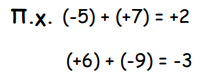 Π.χ. (-5) + (+7) = +2
(+6) + (-9) = -3